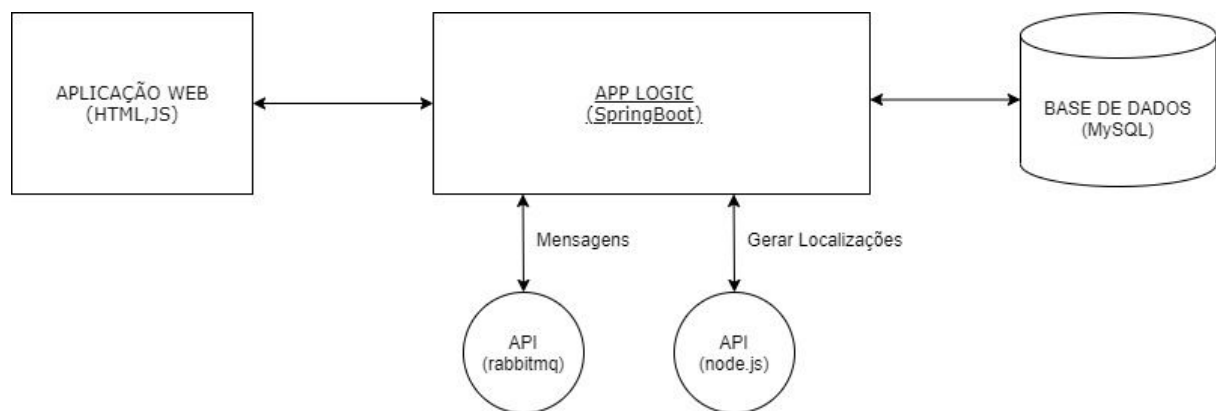 APLICAÇÃO WEB
(HTML,JS)
APP LOGIC
(SpringBoot)
BASE DE DADOS
(MySQL)
Mensagens
Gerar Localizações
API
(rabbitmq)
API
(node.js)